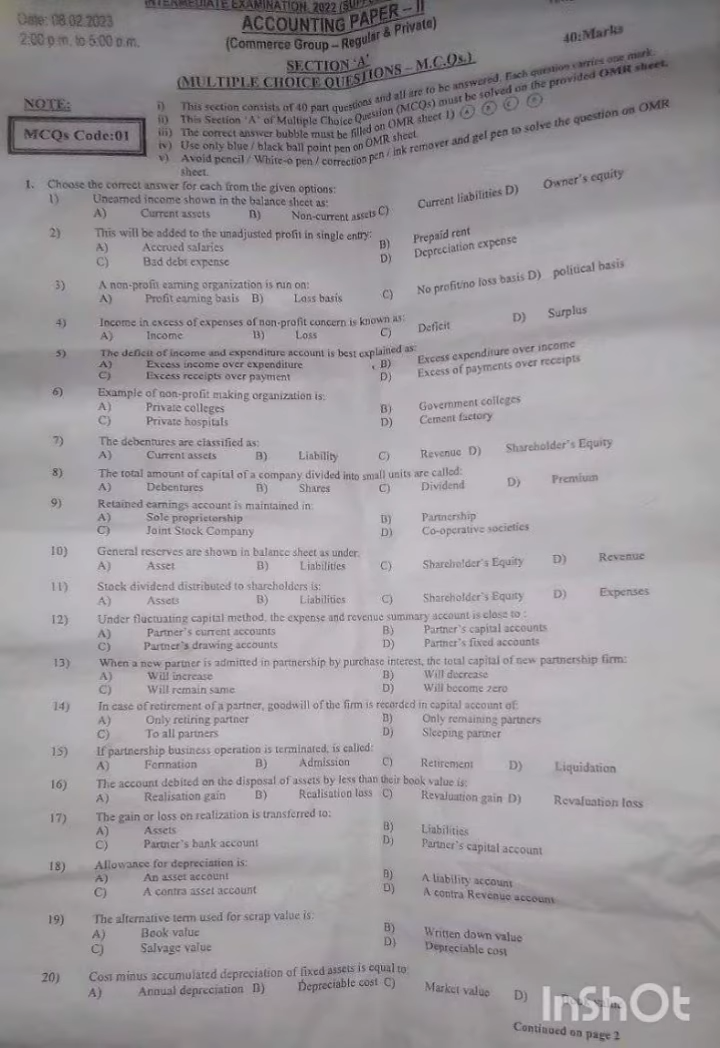 INTERMEDIATE EXAMINATION, 2022 (SUPP
Date: 08.02.2023
2:00 p.m. to 5:00 p.m.
ACCOUNTING PAPER – II
(Commerce Group – Regular & Private)
40:Marks
SECTION 'A'
(MULTIPLE CHOICE QUESTIONS – M.C.Qs.)
NOTE:
MCQs Code:01
i) This section consists of 40 part questions and all are to be answered. Each question carries one mark.
ii) This Section 'A' of Multiple Choice Question (MCQs) must be solved on the provided OMR sheet.
iii) The correct answer bubble must be filled on OMR sheet 1) A B C D
iv) Use only blue / black ball point pen on OMR sheet.
v) Avoid pencil / White-o pen / correction pen / ink remover and gel pen to solve the question on OMR
sheet.
1. Choose the correct answer for each from the given options:
1) Unearned income shown in the balance sheet as:
A) Current assets B) Non-current assets C) Current liabilities D) Owner's equity
2) This will be added to the unadjusted profit in single entry:
A) Accrued salaries B) Prepaid rent
C) Bad debt expense D) Depreciation expense
3) A non-profit earning organization is run on:
A) Profit earning basis B) Loss basis C) No profit/no loss basis D) political basis
4) Income in excess of expenses of non-profit concern is known as:
A) Income B) Loss C) Deficit D) Surplus
5) The deficit of income and expenditure account is best explained as:
A) Excess income over expenditure B) Excess expenditure over income
C) Excess receipts over payment D) Excess of payments over receipts
6) Example of non-profit making organization is:
A) Private colleges B) Government colleges
C) Private hospitals D) Cement factory
7) The debentures are classified as:
A) Current assets B) Liability C) Revenue D) Shareholder's Equity
8) The total amount of capital of a company divided into small units are called:
A) Debentures B) Shares C) Dividend D) Premium
9) Retained earnings account is maintained in:
A) Sole proprietorship B) Partnership
C) Joint Stock Company D) Co-operative societies
10) General reserves are shown in balance sheet as under:
A) Asset B) Liabilities C) Shareholder's Equity D) Revenue
11) Stock dividend distributed to shareholders is:
A) Assets B) Liabilities C) Shareholder's Equity D) Expenses
12) Under fluctuating capital method, the expense and revenue summary account is close to :
A) Partner's current accounts B) Partner's capital accounts
C) Partner's drawing accounts D) Partner's fixed accounts
13) When a new partner is admitted in partnership by purchase interest, the total capital of new partnership firm:
A) Will increase B) Will decrease
C) Will remain same D) Will become zero
14) In case of retirement of a partner, goodwill of the firm is recorded in capital account of:
A) Only retiring partner B) Only remaining partners
C) To all partners D) Sleeping partner
15) If partnership business operation is terminated, is called:
A) Formation B) Admission C) Retirement D) Liquidation
16) The account debited on the disposal of assets by less than their book value is:
A) Realisation gain B) Realisation loss C) Revaluation gain D) Revaluation loss
17) The gain or loss on realization is transferred to:
A) Assets B) Liabilities
C) Partner's bank account D) Partner's capital account
18) Allowance for depreciation is:
A) An asset account B) A liability account
C) A contra asset account D) A contra Revenue account
19) The alternative term used for scrap value is:
A) Book value B) Written down value
C) Salvage value D) Depreciable cost
20) Cost minus accumulated depreciation of fixed assets is equal to:
A) Annual depreciation B) Depreciable cost C) Market value D)
InShOt
Continued on page 2